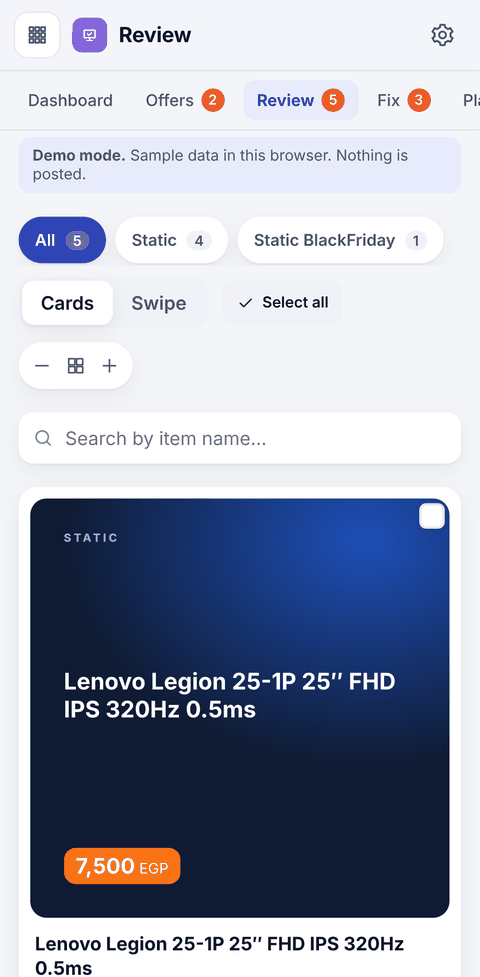 Review
Dashboard Offers 2 Review 5 Fix 3 Pl
Demo mode. Sample data in this browser. Nothing is
posted.
All 5 Static 4 Static BlackFriday 1
Cards Swipe Select all
Search by item name...
STATIC
Lenovo Legion 25-1P 25″ FHD
IPS 320Hz 0.5ms
7,500 EGP
Lenovo Legion 25-1P 25″ FHD IPS 320Hz
0.5ms